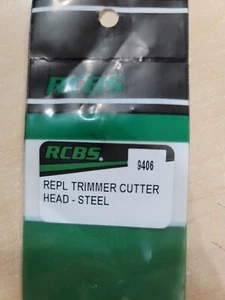 RCBS
RCBS
9406
REPL TRIMMER CUTTER
HEAD - STEEL